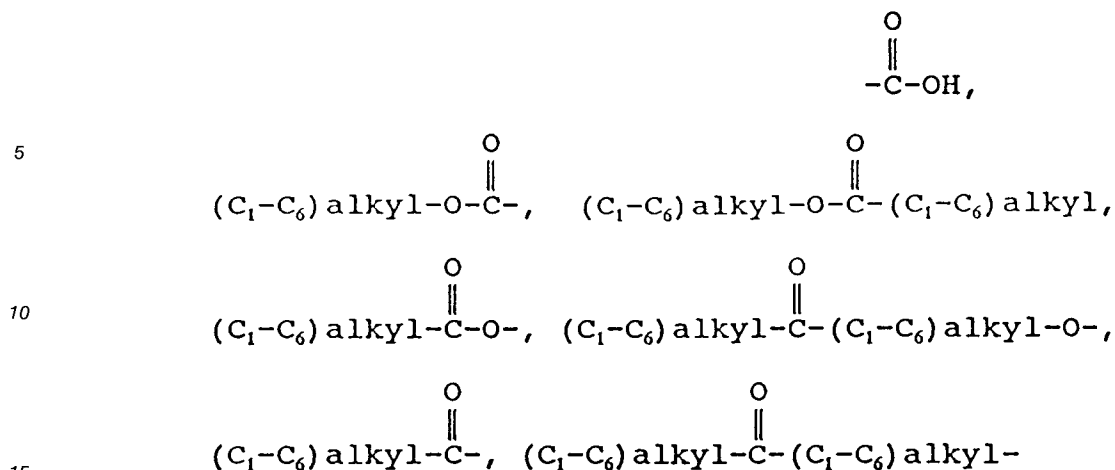 O
||
-C-OH,
5
O O
|| ||
(C₁-C₆)alkyl-O-C-, (C₁-C₆)alkyl-O-C-(C₁-C₆)alkyl,
O O
|| ||
10 (C₁-C₆)alkyl-C-O-, (C₁-C₆)alkyl-C-(C₁-C₆)alkyl-O-,
O O
|| ||
15 (C₁-C₆)alkyl-C-, (C₁-C₆)alkyl-C-(C₁-C₆)alkyl-